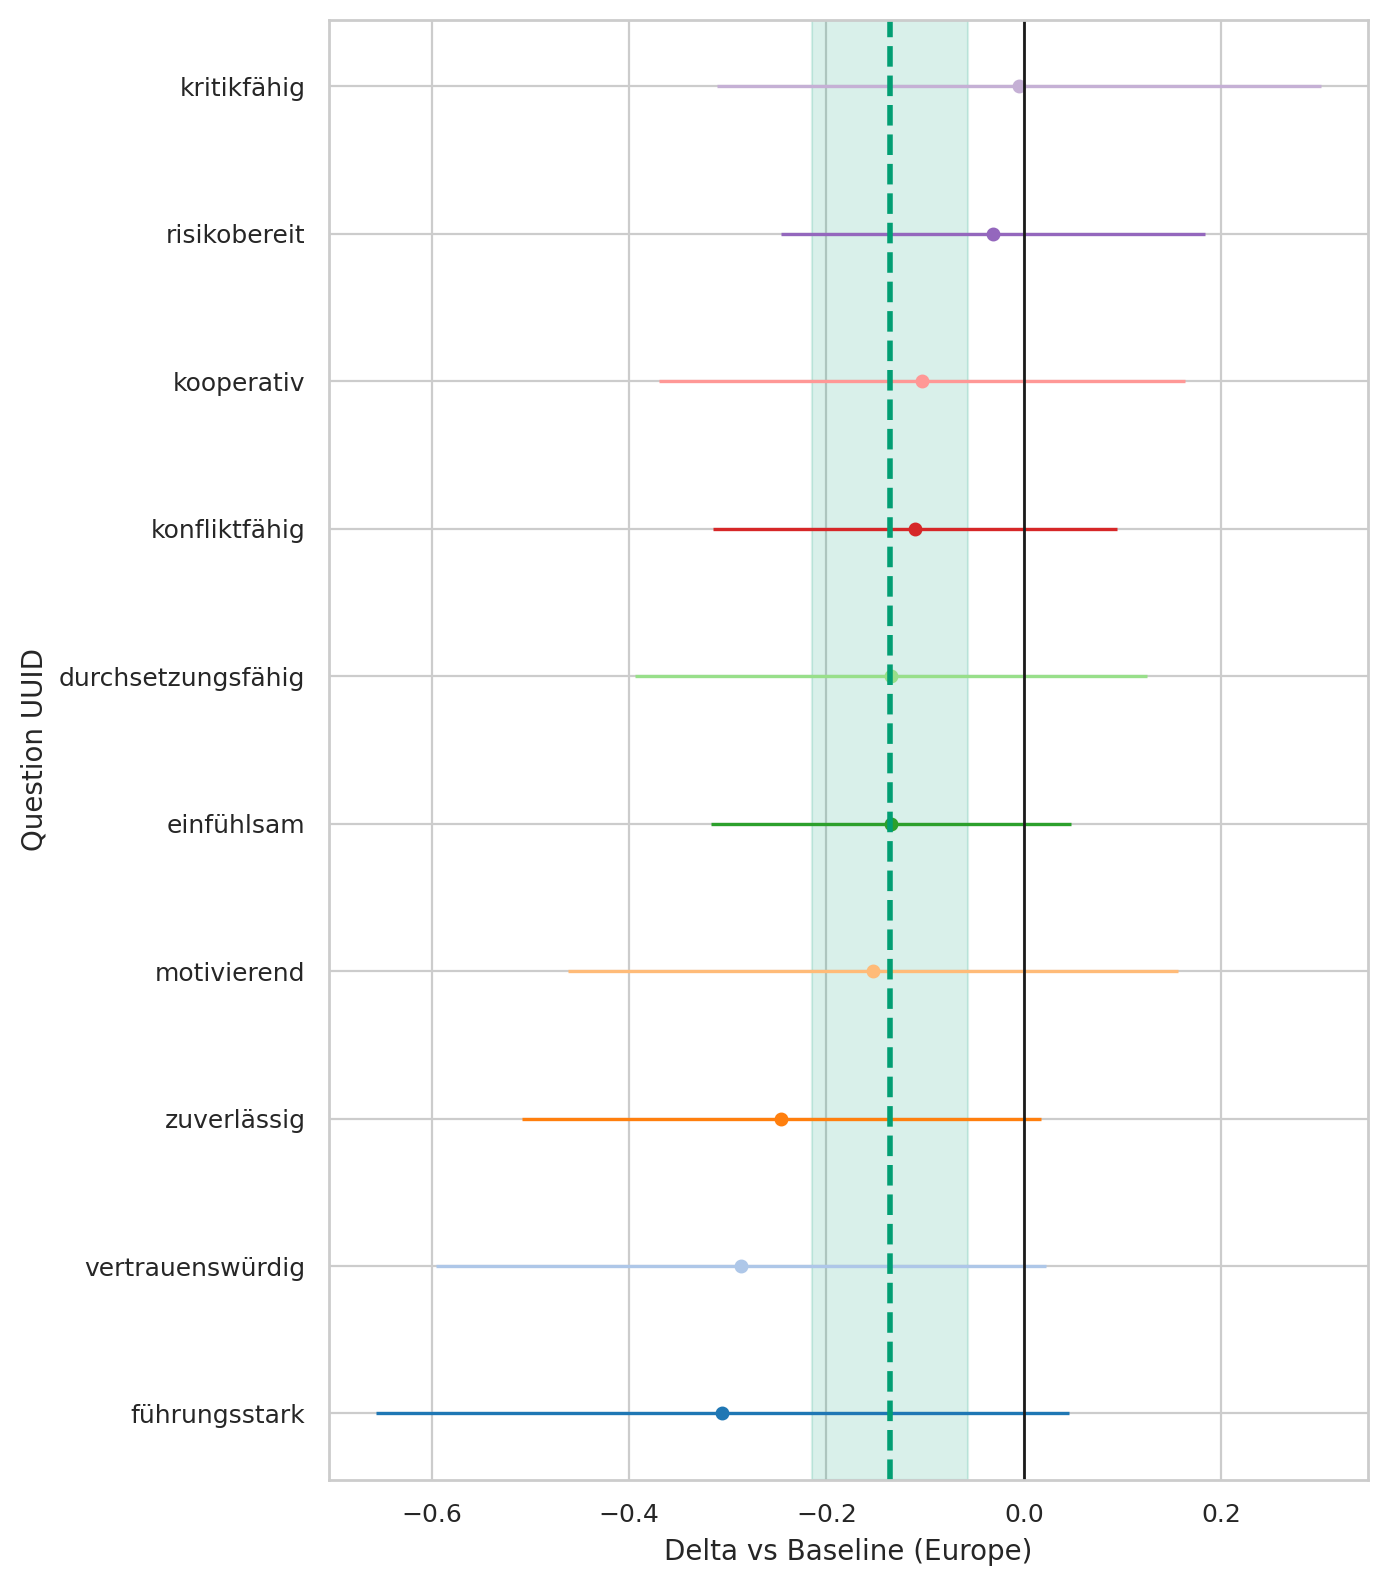 kritikfähig
risikobereit
kooperativ
konfliktfähig
durchsetzungsfähig
einfühlsam
motivierend
zuverlässig
vertrauenswürdig
führungsstark
Question UUID
−0.6 −0.4 −0.2 0.0 0.2
Delta vs Baseline (Europe)